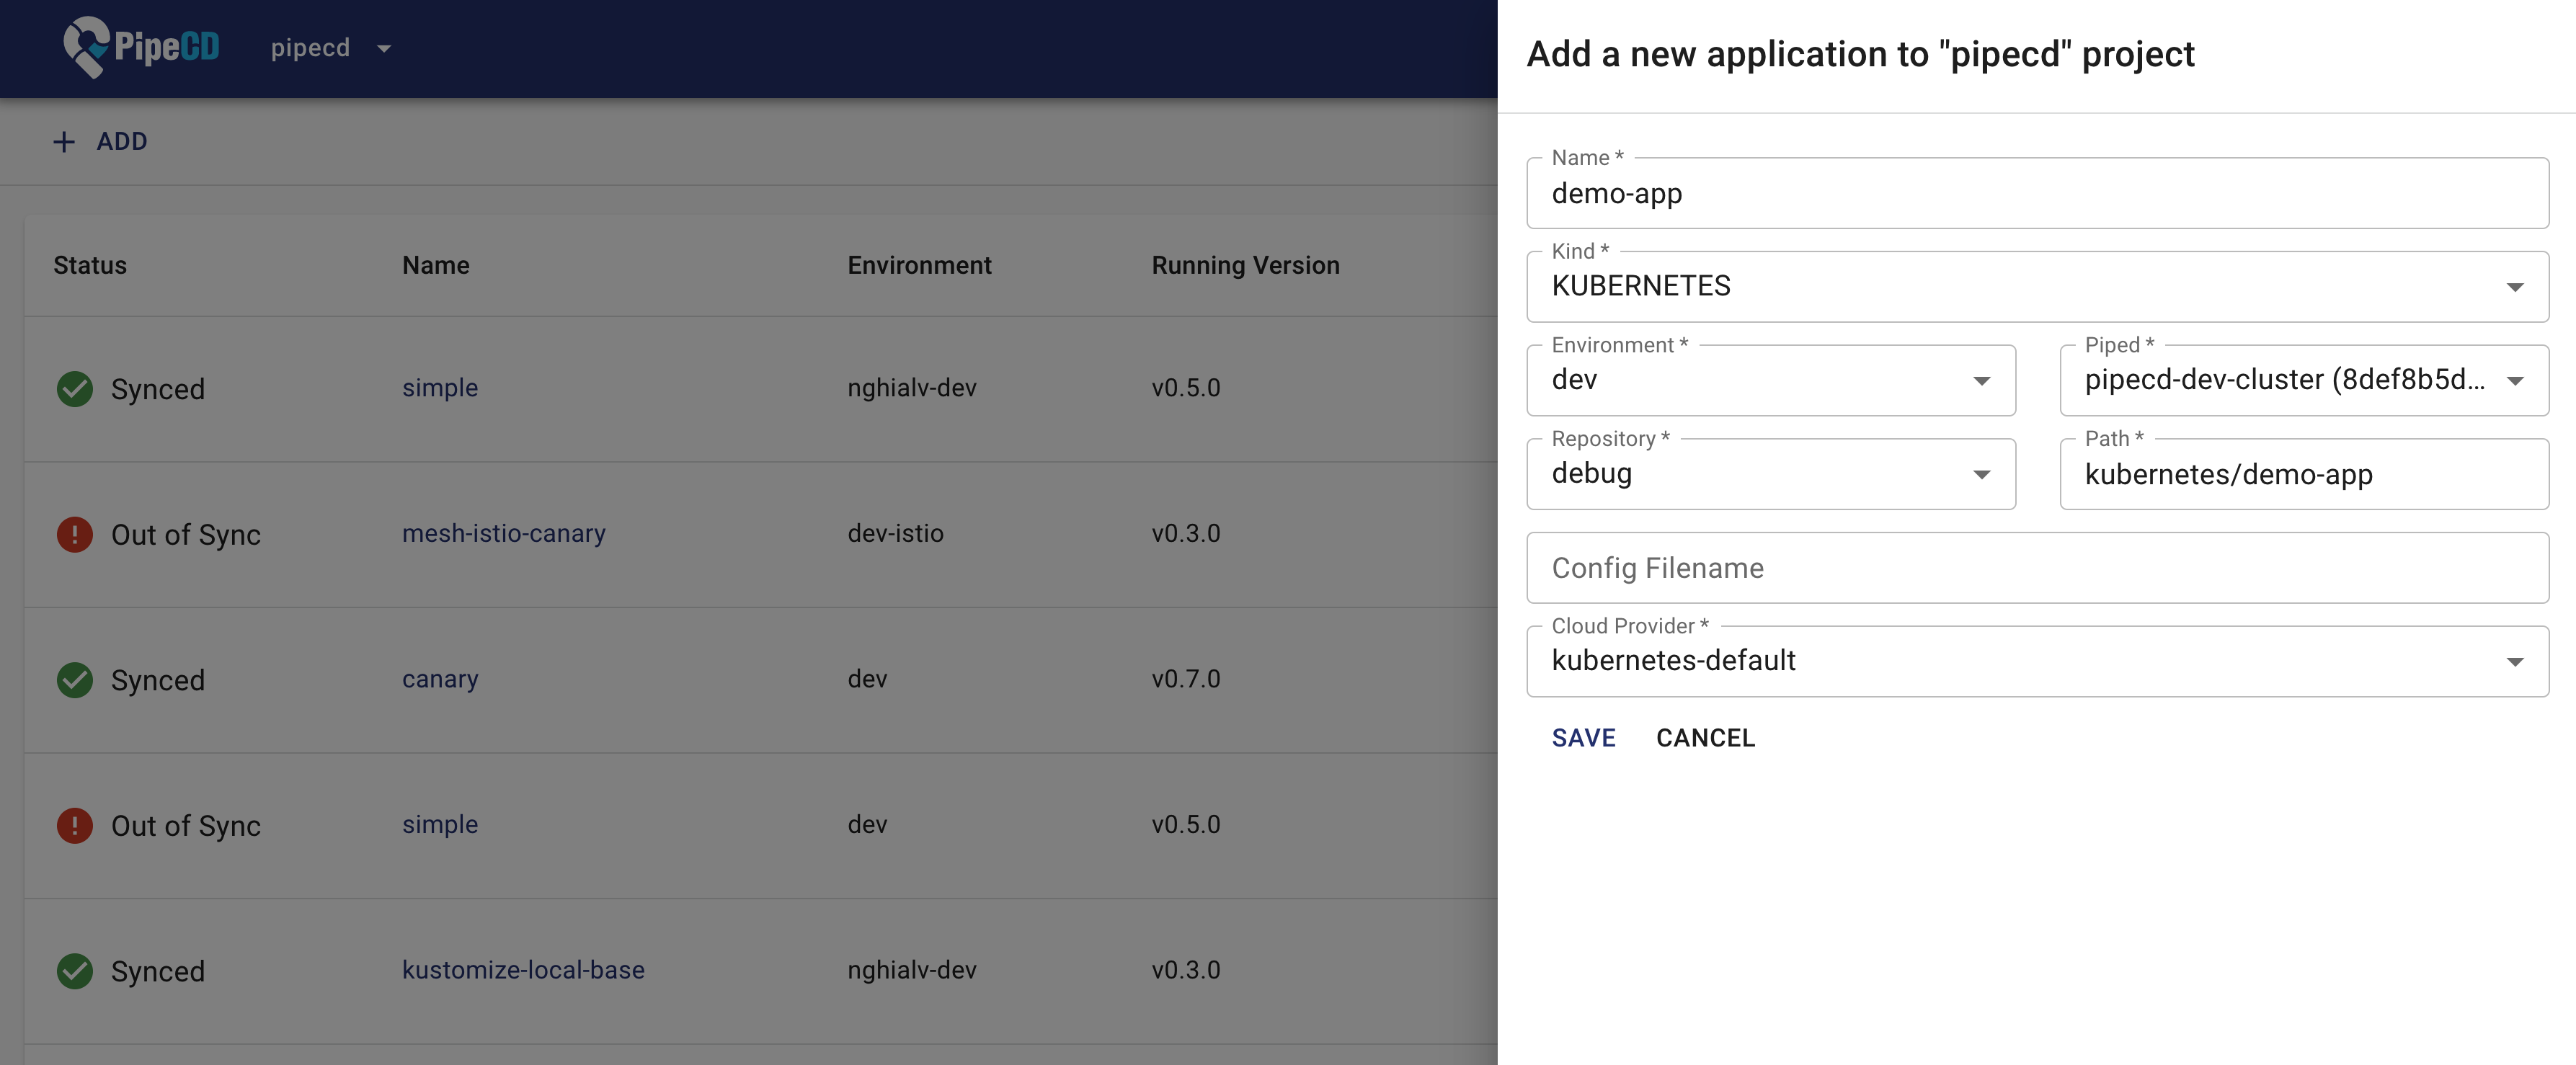 PipeCD pipecd
ADD
Status Name Environment Running Version
Synced simple nghialv-dev v0.5.0
Out of Sync mesh-istio-canary dev-istio v0.3.0
Synced canary dev v0.7.0
Out of Sync simple dev v0.5.0
Synced kustomize-local-base nghialv-dev v0.3.0
Add a new application to "pipecd" project
Name *
demo-app
Kind *
KUBERNETES
Environment * Piped *
dev pipecd-dev-cluster (8def8b5d...
Repository * Path *
debug kubernetes/demo-app
Config Filename
Cloud Provider *
kubernetes-default
SAVE CANCEL